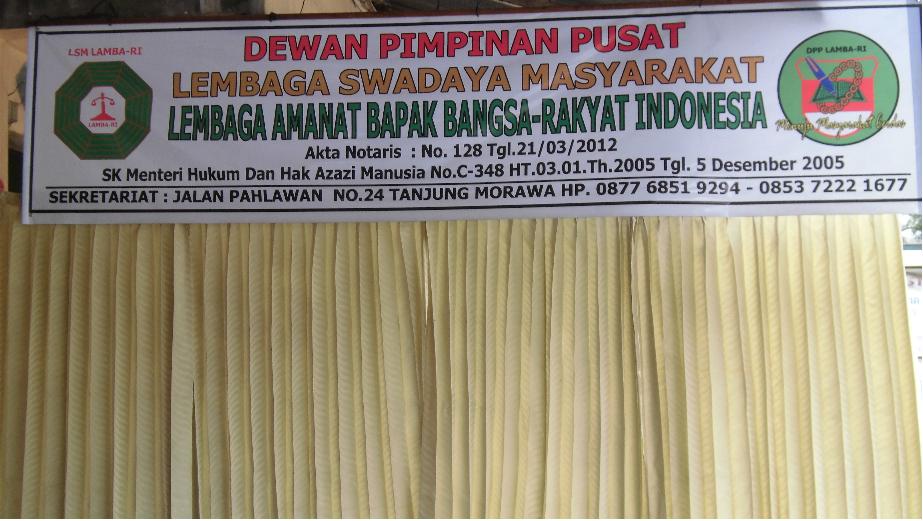 LSM LAMBA-RI
LAMBA-RI
DEWAN PIMPINAN PUSAT
LEMBAGA SWADAYA MASYARAKAT
LEMBAGA AMANAT BAPAK BANGSA-RAKYAT INDONESIA
Akta Notaris : No. 128 Tgl.21/03/2012
SK Menteri Hukum Dan Hak Azazi Manusia No.C-348 HT.03.01.Th.2005 Tgl. 5 Desember 2005
SEKRETARIAT : JALAN PAHLAWAN NO.24 TANJUNG MORAWA HP. 0877 6851 9294 - 0853 7222 1677
DPP LAMBA-RI
Menuju Masyarakat Cerdas